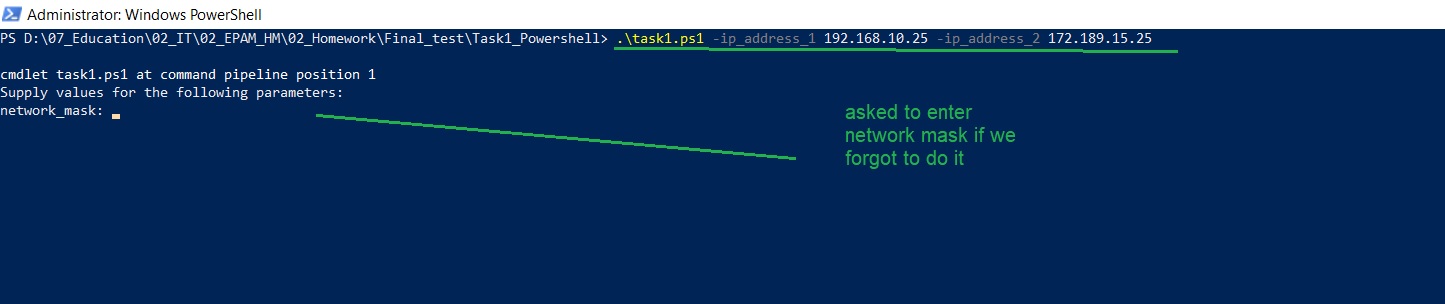 Administrator: Windows PowerShell
PS D:\07_Education\02_IT\02_EPAM_HM\02_Homework\Final_test\Task1_Powershell> .\task1.ps1 -ip_address_1 192.168.10.25 -ip_address_2 172.189.15.25
cmdlet task1.ps1 at command pipeline position 1
Supply values for the following parameters:
network_mask:
asked to enter
network mask if we
forgot to do it